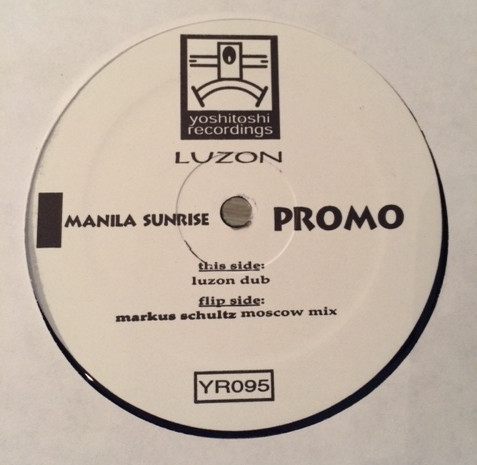 yoshitoshi
recordings
LUZON
MANILA SUNRISE PROMO
this side:
luzon dub
flip side:
markus schultz moscow mix
YR095